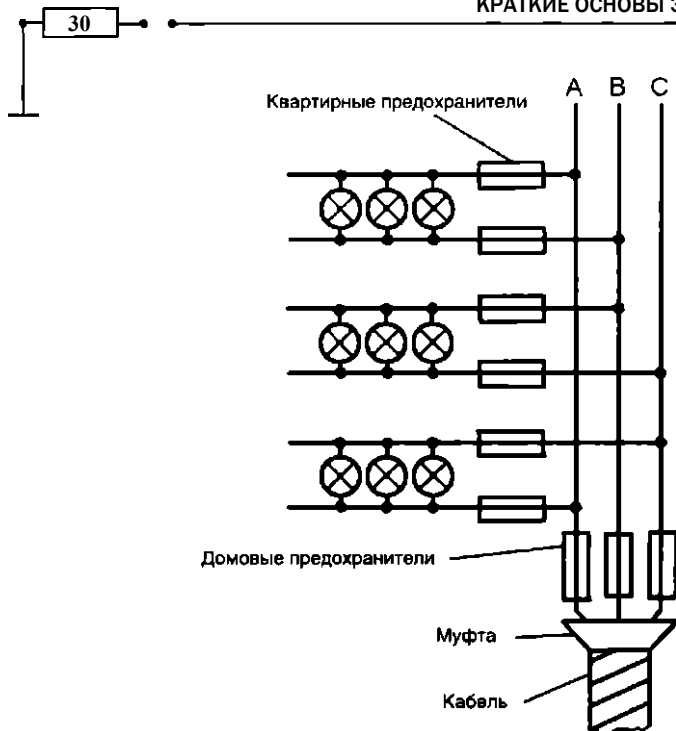 КРАТКИЕ ОСНОВЫ
30
A B C
Квартирные предохранители
Домовые предохранители
Муфта
Кабель